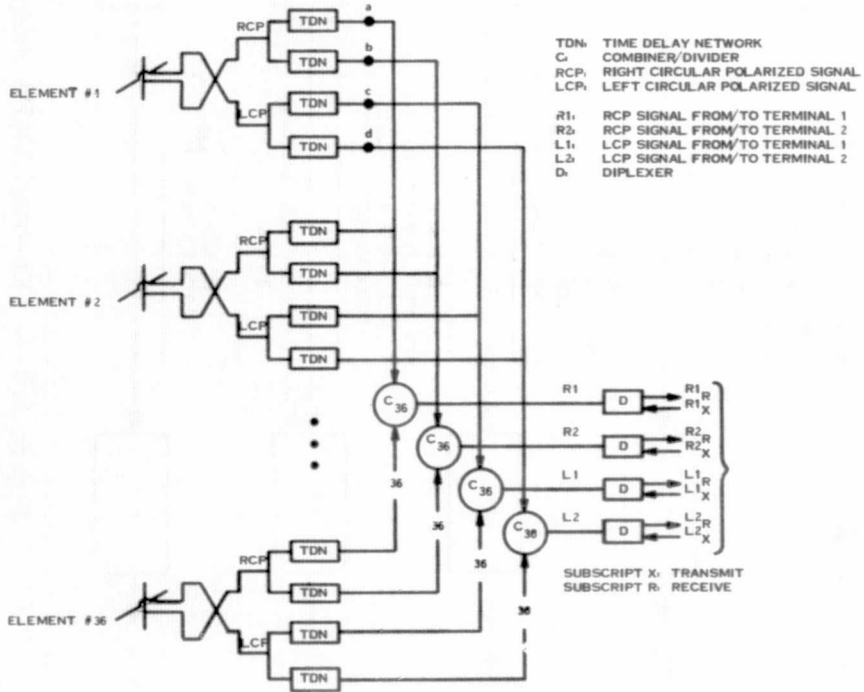 RCP
TDN
a
TDN
b
ELEMENT #1
LCP
TDN
c
TDN
d
TDN: TIME DELAY NETWORK
C: COMBINER/DIVIDER
RCP: RIGHT CIRCULAR POLARIZED SIGNAL
LCP: LEFT CIRCULAR POLARIZED SIGNAL
R1: RCP SIGNAL FROM/TO TERMINAL 1
R2: RCP SIGNAL FROM/TO TERMINAL 2
L1: LCP SIGNAL FROM/TO TERMINAL 1
L2: LCP SIGNAL FROM/TO TERMINAL 2
D: DIPLEXER
RCP
TDN
TDN
ELEMENT #2
LCP
TDN
TDN
C36
R1
D
R1R
R1X
C36
R2
D
R2R
R2X
C36
L1
D
L1R
L1X
C36
L2
D
L2R
L2X
36
36
36
36
SUBSCRIPT X: TRANSMIT
SUBSCRIPT R: RECEIVE
RCP
TDN
TDN
ELEMENT #36
LCP
TDN
TDN